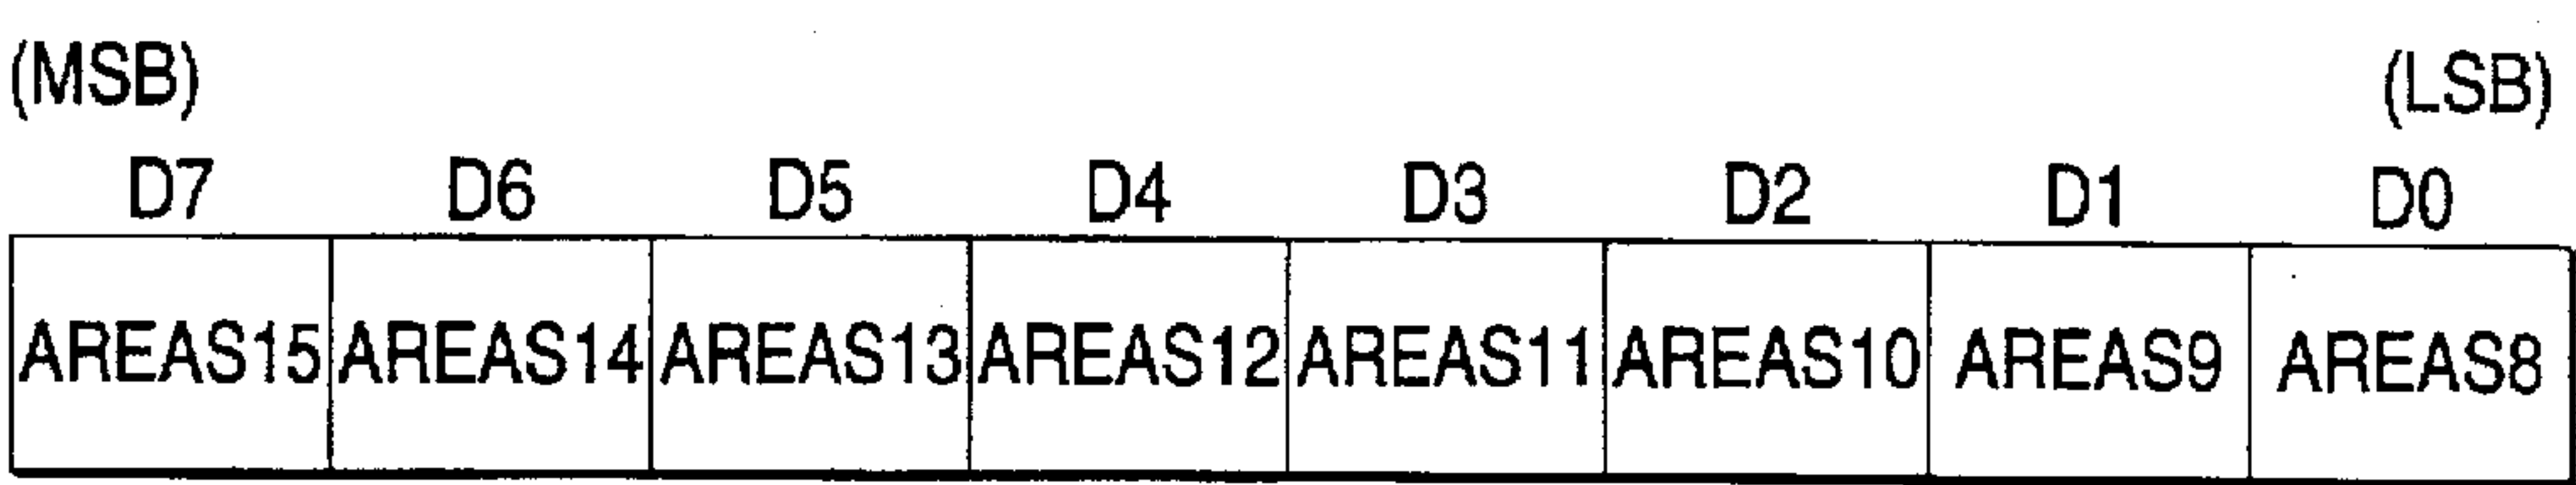 (MSB) (LSB)
D7 D6 D5 D4 D3 D2 D1 D0
AREAS15 AREAS14 AREAS13 AREAS12 AREAS11 AREAS10 AREAS9 AREAS8